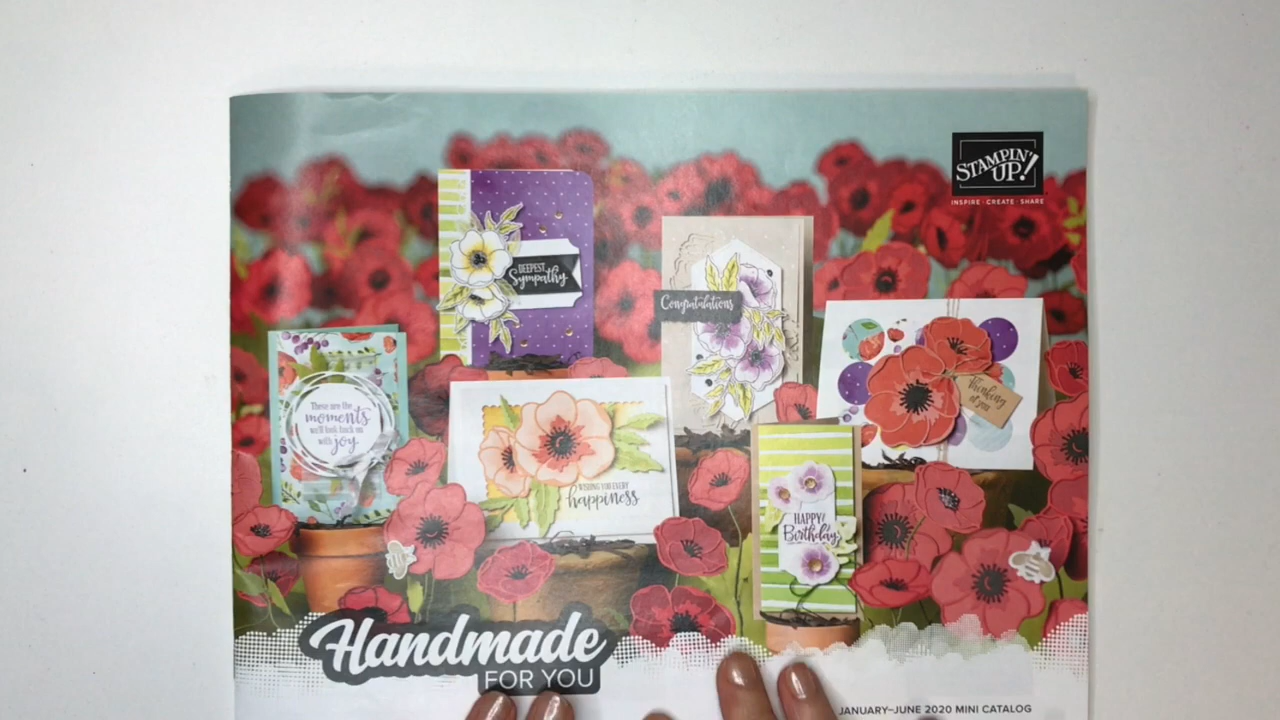 STAMPIN'
UP!
INSPIRE · CREATE · SHARE
DEEPEST
Sympathy
Congratulations
Thinking
of you
These are the
moments
we'll look back on
with joy
WISHING YOU EVERY
happiness
HAPPY
Birthday
Handmade
FOR YOU
JANUARY–JUNE 2020 MINI CATALOG